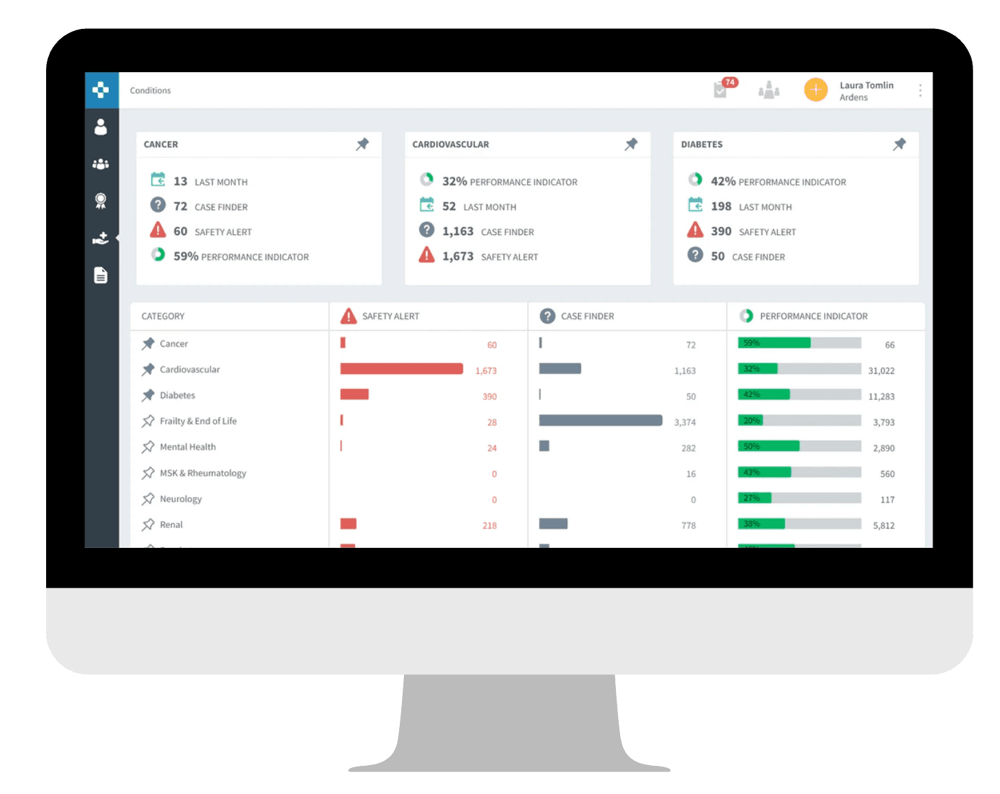 Conditions
74
Laura Tomlin
Ardens
CANCER
13 LAST MONTH
72 CASE FINDER
60 SAFETY ALERT
59% PERFORMANCE INDICATOR
CARDIOVASCULAR
32% PERFORMANCE INDICATOR
52 LAST MONTH
1,163 CASE FINDER
1,673 SAFETY ALERT
DIABETES
42% PERFORMANCE INDICATOR
198 LAST MONTH
390 SAFETY ALERT
50 CASE FINDER
CATEGORY SAFETY ALERT CASE FINDER PERFORMANCE INDICATOR
Cancer 60 72 59% 66
Cardiovascular 1,673 1,163 32% 31,022
Diabetes 390 50 42% 11,283
Frailty & End of Life 28 3,374 20% 3,793
Mental Health 24 282 50% 2,890
MSK & Rheumatology 0 16 43% 560
Neurology 0 0 27% 117
Renal 218 778 38% 5,812